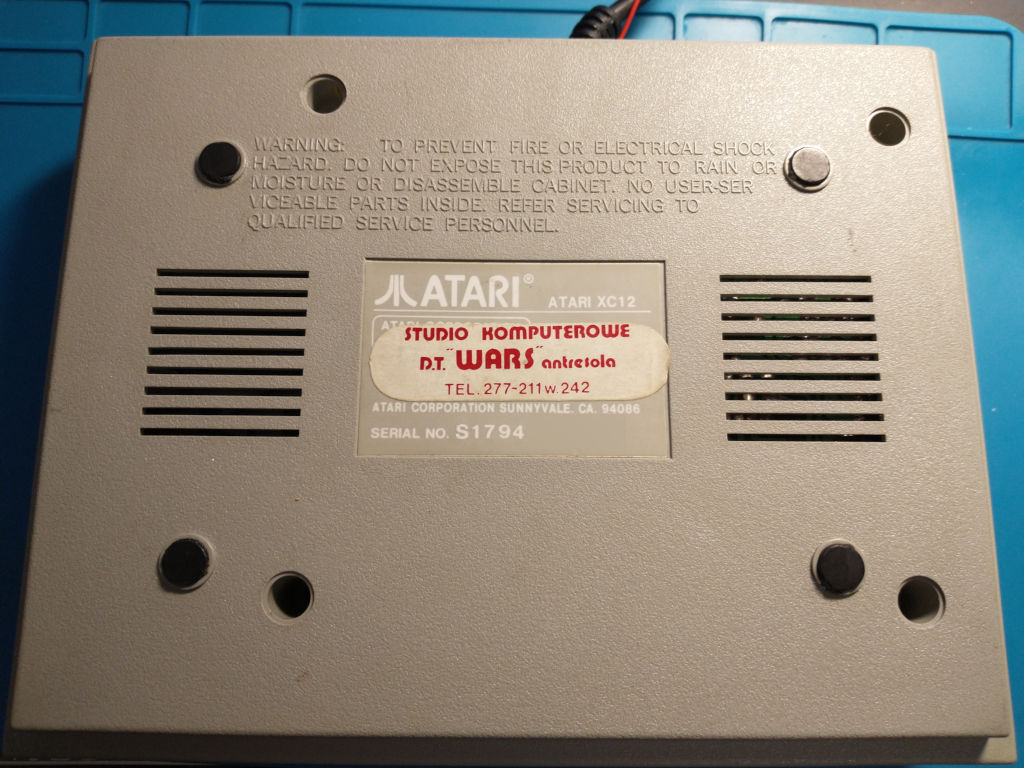 WARNING: TO PREVENT FIRE OR ELECTRICAL SHOCK
HAZARD. DO NOT EXPOSE THIS PRODUCT TO RAIN OR
MOISTURE OR DISASSEMBLE CABINET. NO USER-SER
VICEABLE PARTS INSIDE. REFER SERVICING TO
QUALIFIED SERVICE PERSONNEL.
ATARI® ATARI XC12
ATARI
STUDIO KOMPUTEROWE
D.T. "WARS" antresola
TEL. 277-211 w. 242
ATARI CORPORATION SUNNYVALE. CA. 94086
SERIAL NO. S1794